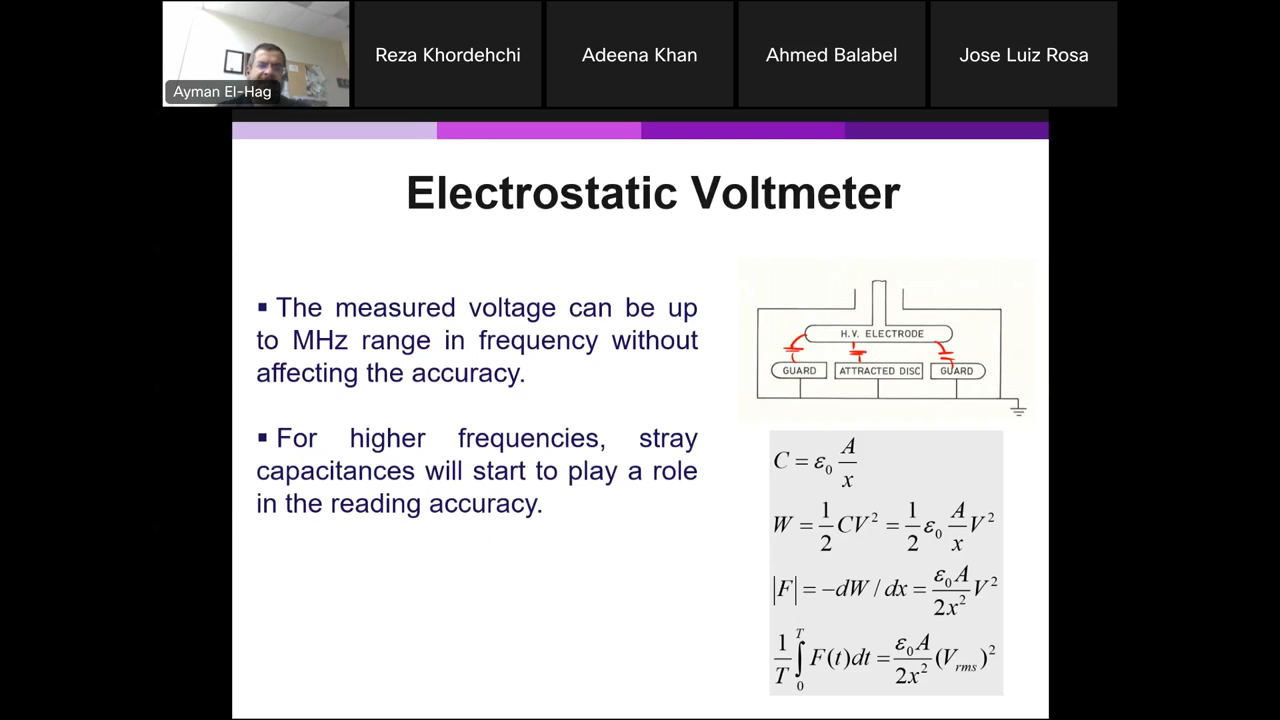 Ayman El-Hag
Reza Khordehchi
Adeena Khan
Ahmed Balabel
Jose Luiz Rosa
Electrostatic Voltmeter
▪ The measured voltage can be up
to MHz range in frequency without
affecting the accuracy.
▪ For higher frequencies, stray
capacitances will start to play a role
in the reading accuracy.
H.V. ELECTRODE
GUARD
ATTRACTED DISC
GUARD
C = ε₀ A/x
W = 1/2 CV² = 1/2 ε₀ A/x V²
|F| = −dW / dx = ε₀A/2x² V²
1/T ∫₀ᵀ F(t)dt = ε₀A/2x² (Vrms)²